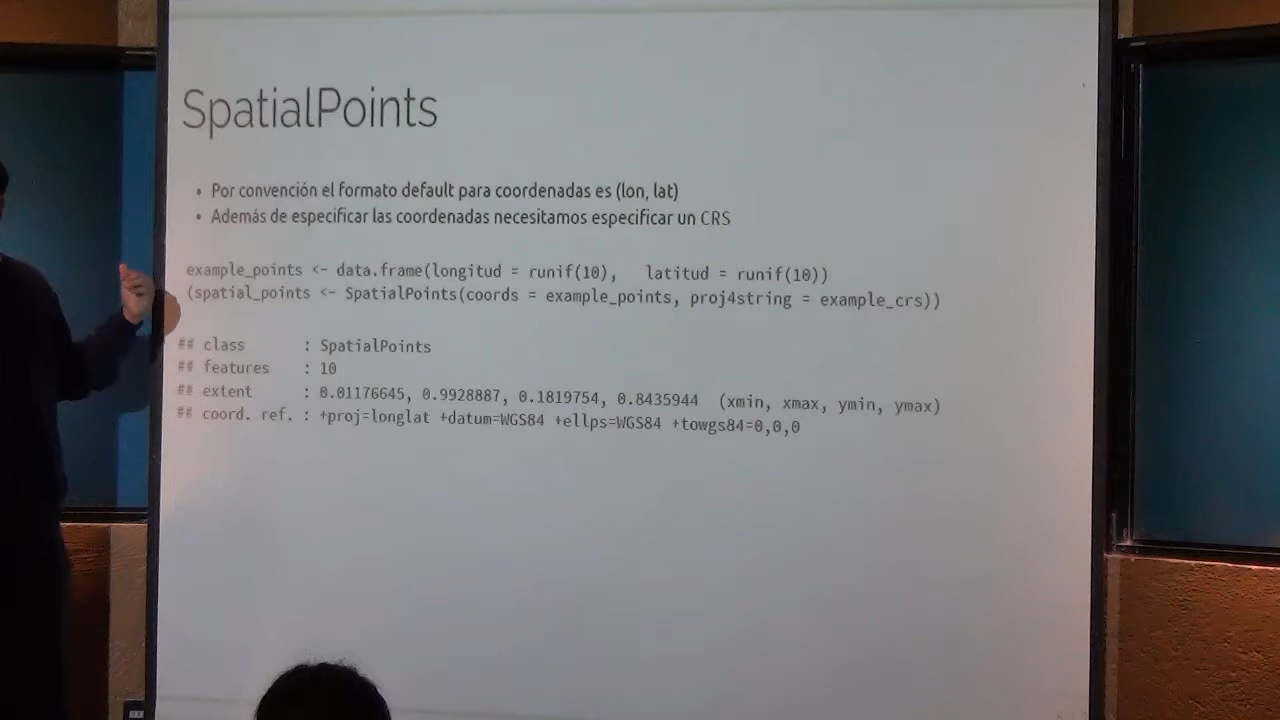 SpatialPoints
• Por convención el formato default para coordenadas es (lon, lat)
• Además de especificar las coordenadas necesitamos especificar un CRS
example_points <- data.frame(longitud = runif(10),   latitud = runif(10))
(spatial_points <- SpatialPoints(coords = example_points, proj4string = example_crs))
## class       : SpatialPoints
## features    : 10
## extent      : 0.01176645, 0.9928887, 0.1819754, 0.8435944  (xmin, xmax, ymin, ymax)
## coord. ref. : +proj=longlat +datum=WGS84 +ellps=WGS84 +towgs84=0,0,0